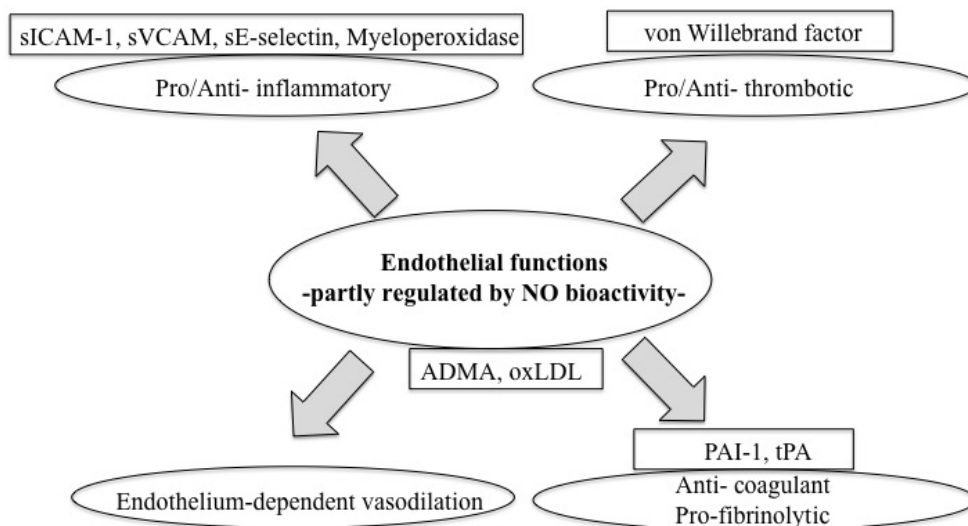 sICAM-1, sVCAM, sE-selectin, Myeloperoxidase
Pro/Anti- inflammatory
von Willebrand factor
Pro/Anti- thrombotic
Endothelial functions
-partly regulated by NO bioactivity-
ADMA, oxLDL
Endothelium-dependent vasodilation
PAI-1, tPA
Anti- coagulant
Pro-fibrinolytic